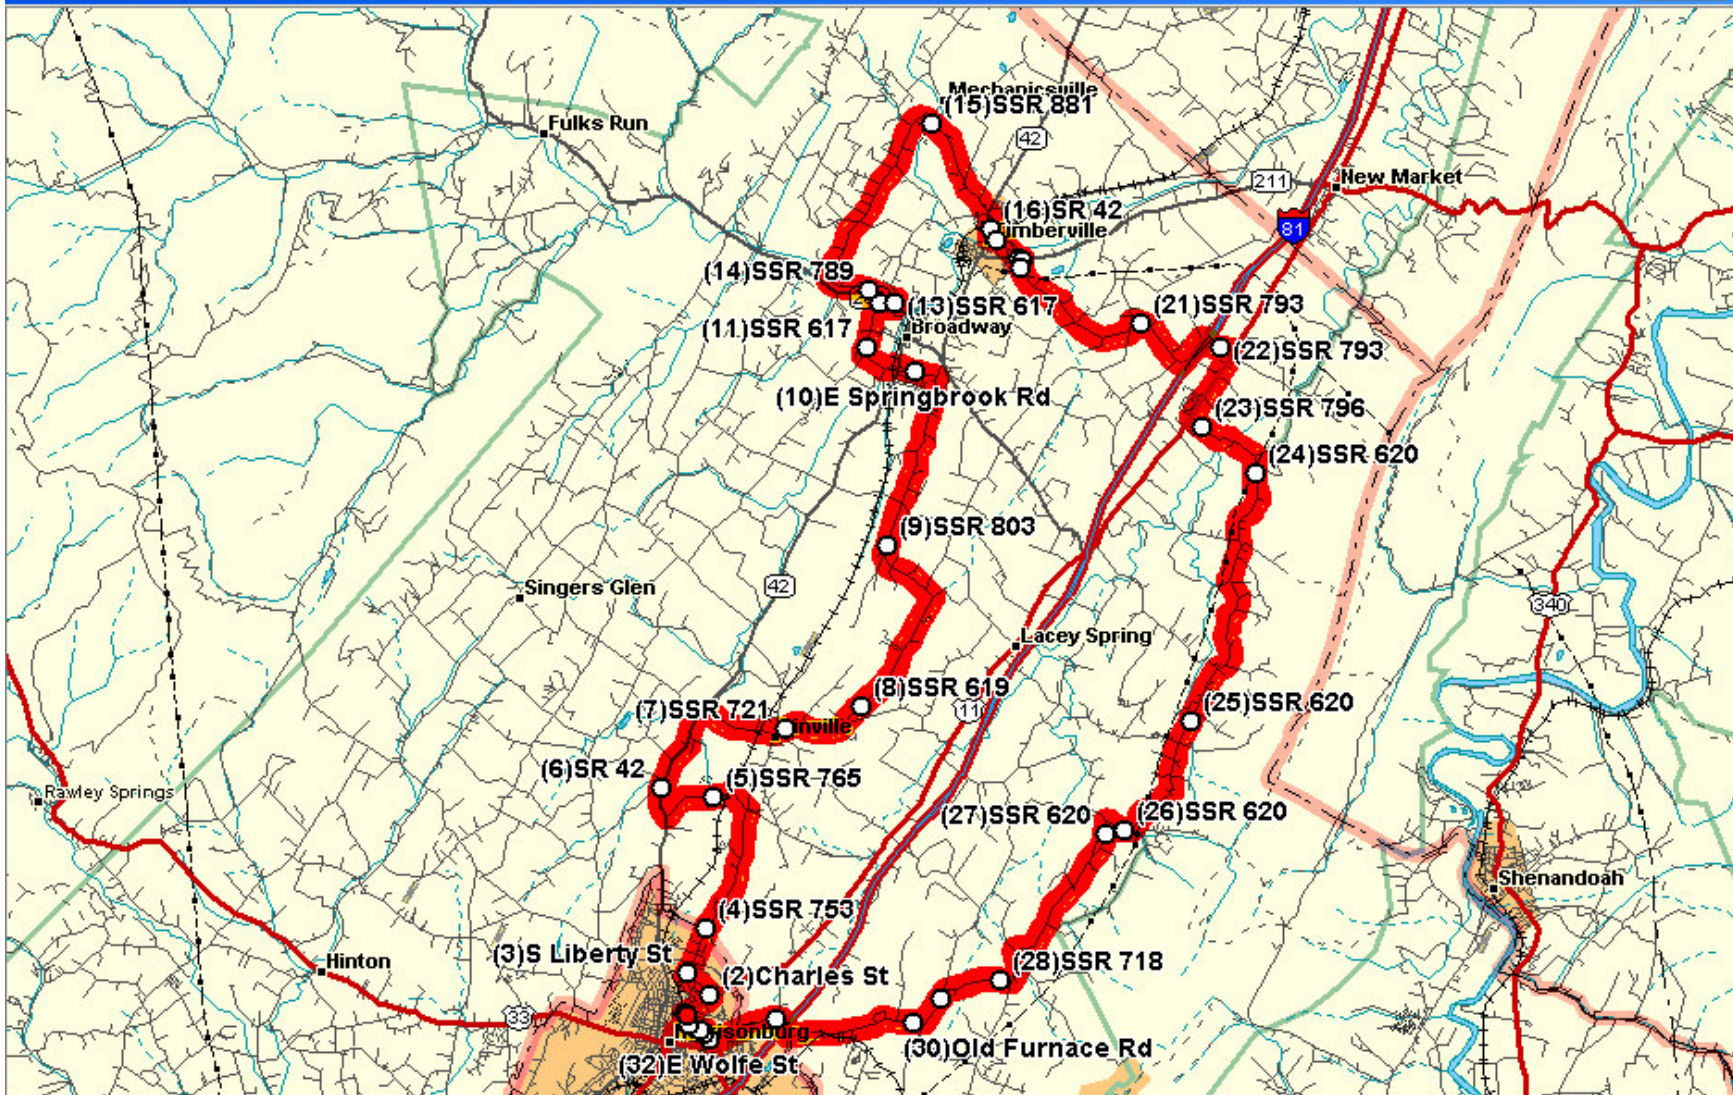 Mechanicsville
(15)SSR 881
Fulks Run
42
211
New Market
(16)SR 42
imberville
81
(14)SSR 789
(13)SSR 617
(21)SSR 793
(11)SSR 617
Broadway
(22)SSR 793
(10)E Springbrook Rd
(23)SSR 796
(24)SSR 620
(9)SSR 803
Singers Glen
42
340
Lacey Spring
(8)SSR 619
(7)SSR 721
inville
11
(25)SSR 620
(6)SR 42
(5)SSR 765
Rawley Springs
(27)SSR 620
(26)SSR 620
Shenandoah
(4)SSR 753
(3)S Liberty St
Hinton
(2)Charles St
(28)SSR 718
33
risonburg
(30)Old Furnace Rd
(32)E Wolfe St